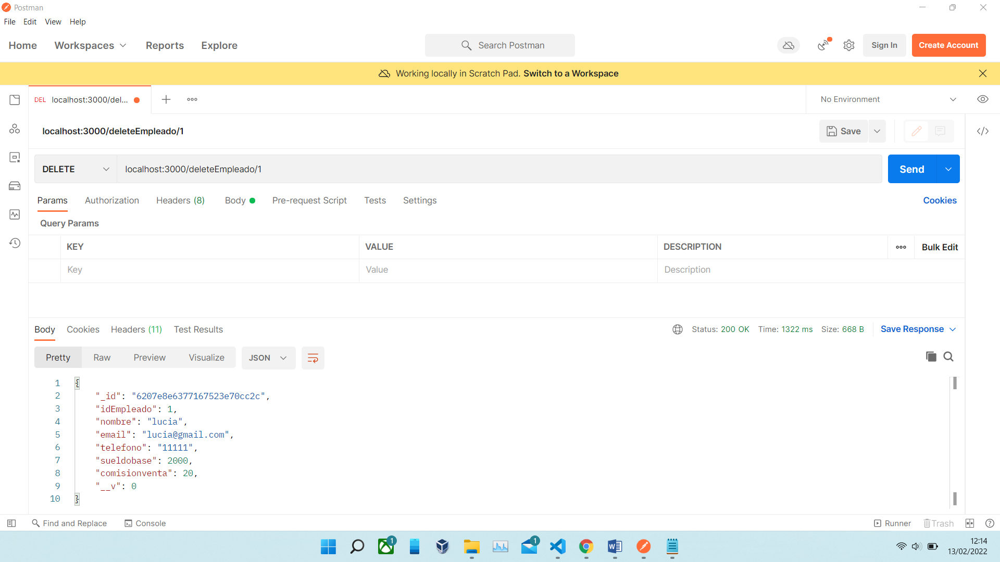 Postman
File Edit View Help
Home Workspaces Reports Explore Search Postman Sign In Create Account
Working locally in Scratch Pad. Switch to a Workspace
DEL localhost:3000/del... No Environment
localhost:3000/deleteEmpleado/1 Save
DELETE localhost:3000/deleteEmpleado/1 Send
Params Authorization Headers (8) Body Pre-request Script Tests Settings Cookies
Query Params
KEY VALUE DESCRIPTION Bulk Edit
Key Value Description
Body Cookies Headers (11) Test Results Status: 200 OK Time: 1322 ms Size: 668 B Save Response
Pretty Raw Preview Visualize JSON
1 {
2 "_id": "6207e8e6377167523e70cc2c",
3 "idEmpleado": 1,
4 "nombre": "lucia",
5 "email": "lucia@gmail.com",
6 "telefono": "11111",
7 "sueldobase": 2000,
8 "comisionventa": 20,
9 "__v": 0
10 }
Find and Replace Console Runner Trash
1 1 12:14
13/02/2022